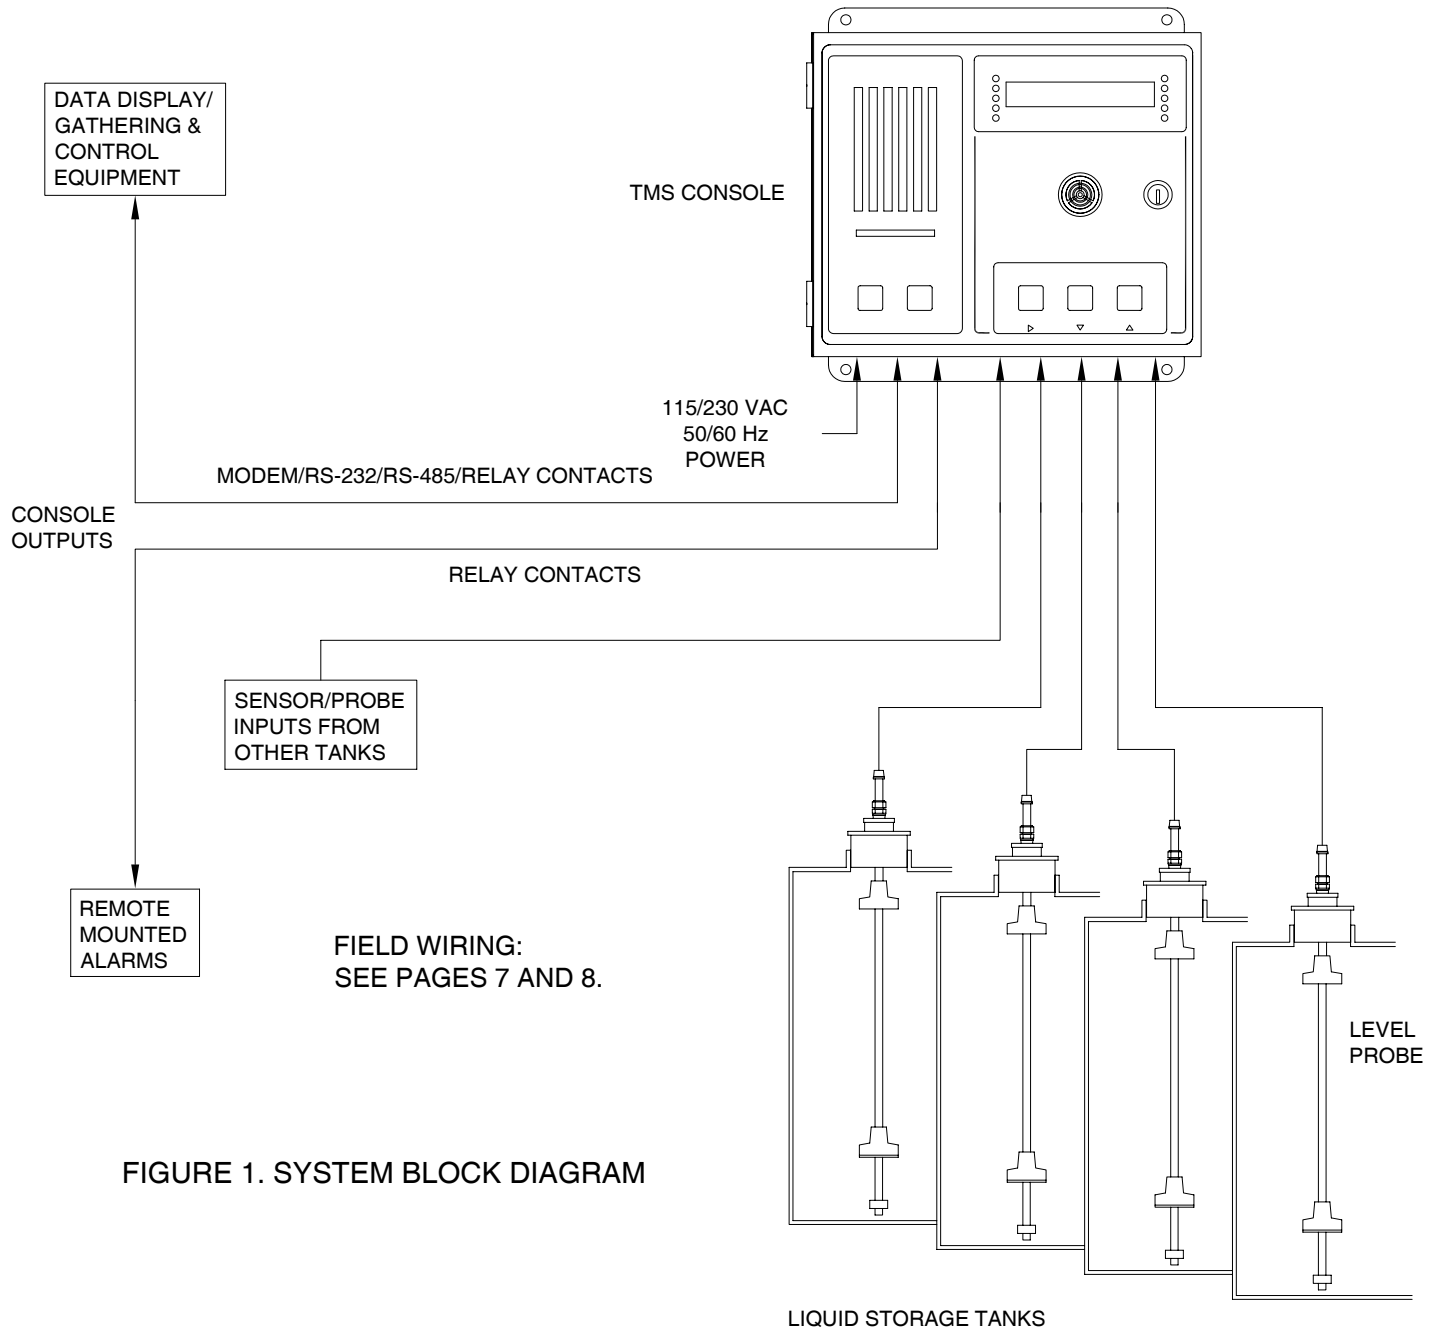 DATA DISPLAY/
GATHERING &
CONTROL
EQUIPMENT
TMS CONSOLE
115/230 VAC
50/60 Hz
POWER
MODEM/RS-232/RS-485/RELAY CONTACTS
CONSOLE
OUTPUTS
RELAY CONTACTS
SENSOR/PROBE
INPUTS FROM
OTHER TANKS
REMOTE
MOUNTED
ALARMS
FIELD WIRING:
SEE PAGES 7 AND 8.
LEVEL
PROBE
FIGURE 1. SYSTEM BLOCK DIAGRAM
LIQUID STORAGE TANKS